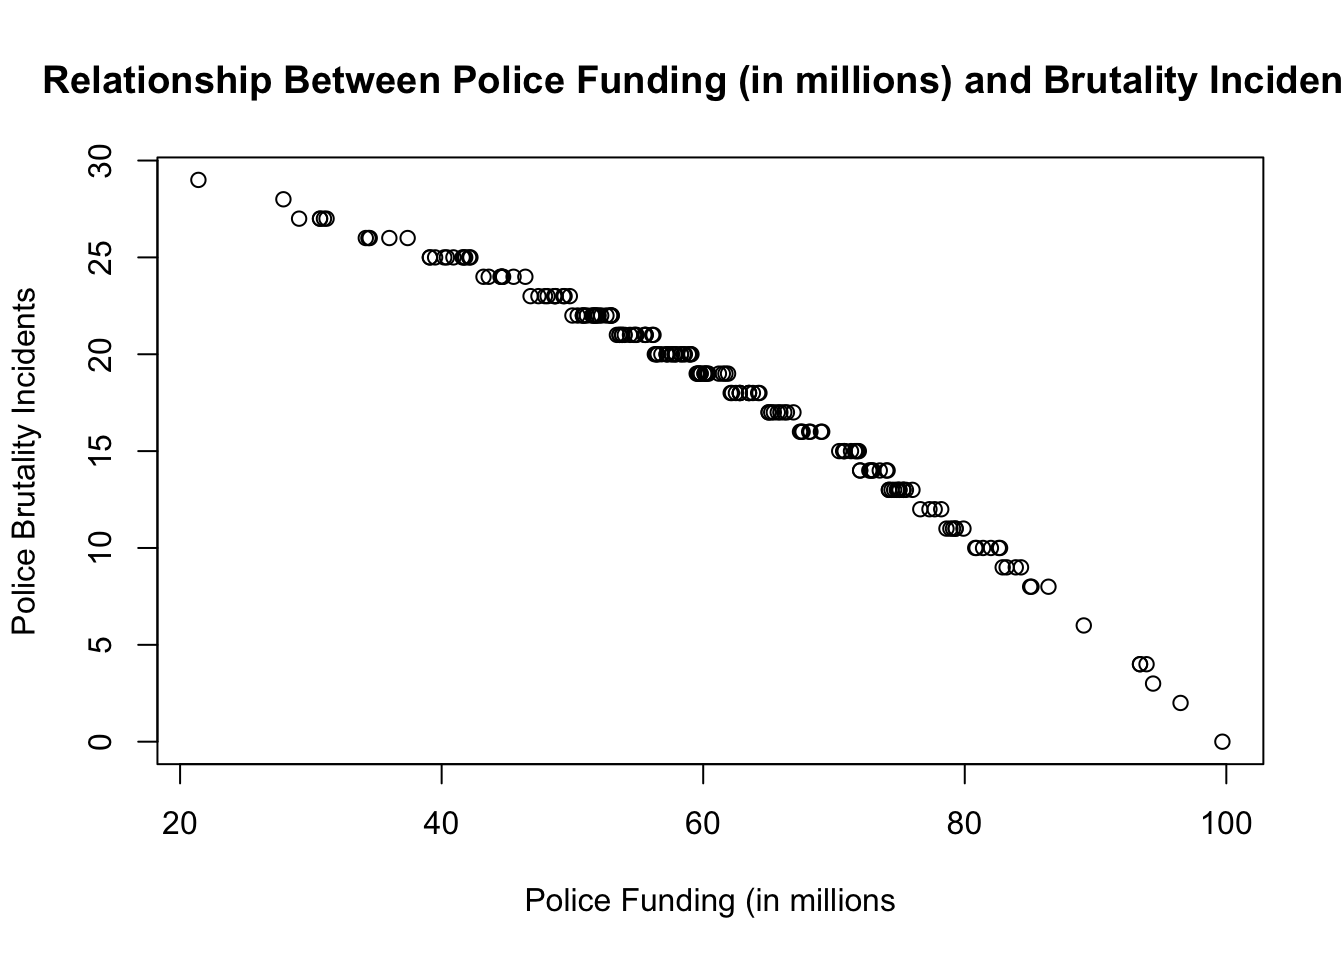 Relationship Between Police Funding (in millions) and Brutality Inciden
30
25
20
15
10
5
0
Police Brutality Incidents
20 40 60 80 100
Police Funding (in millions